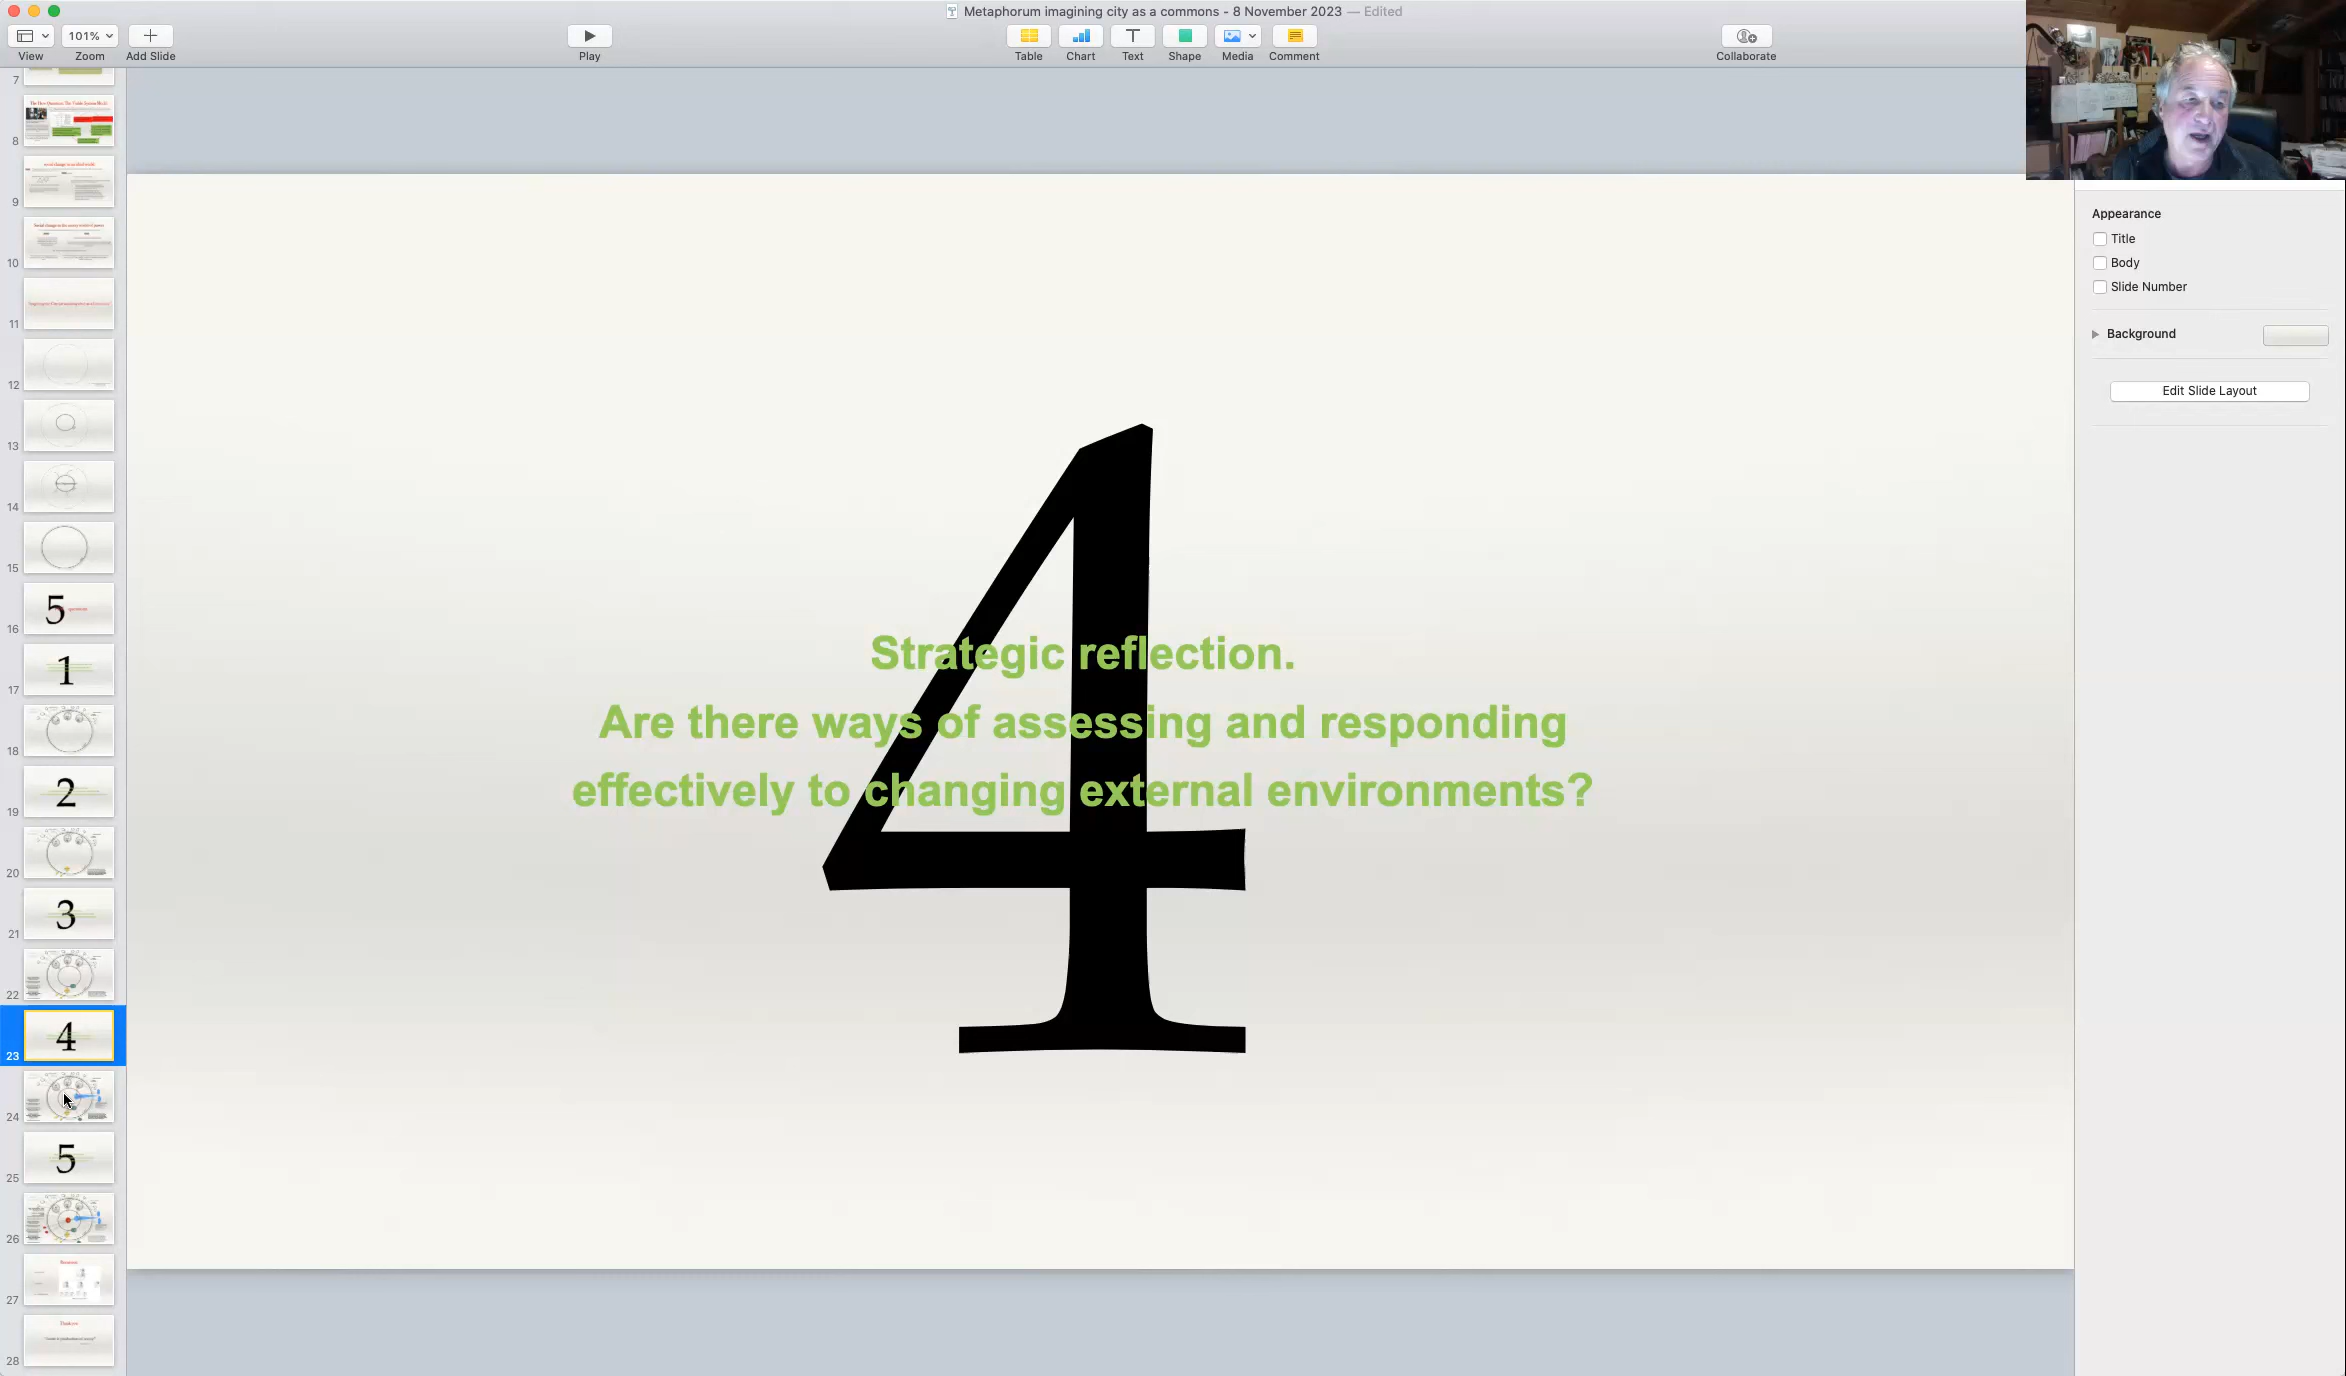 Metaphorum imagining city as a commons - 8 November 2023 — Edited
101%
View
Zoom
Add Slide
Play
Table
Chart
Text
Shape
Media
Comment
Collaborate
7
8
9
10
11
12
13
14
15
5 questions
16
1
17
18
2
19
20
3
21
22
4
23
24
5
25
26
27
Thank you
28
4
Strategic reflection.
Are there ways of assessing and responding
effectively to changing external environments?
Appearance
Title
Body
Slide Number
Background
Edit Slide Layout